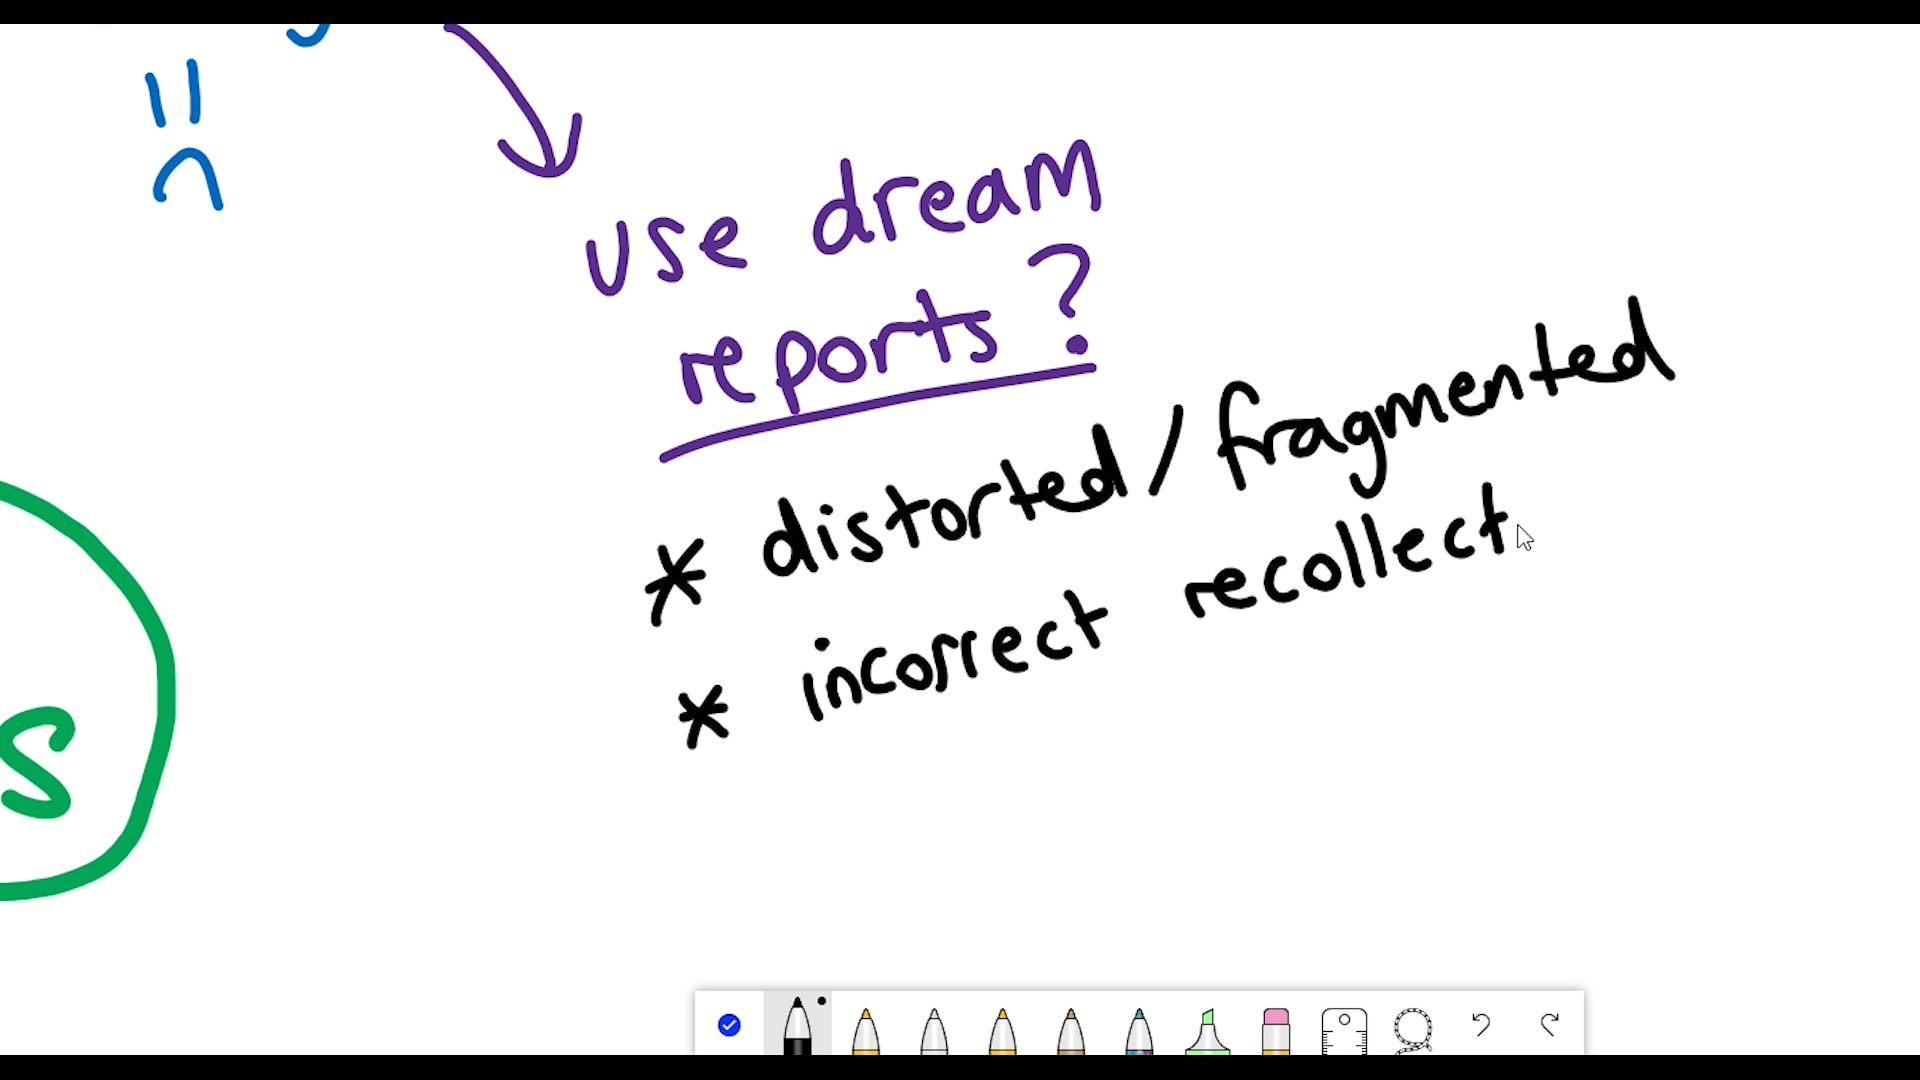 use dream
reports?
* distorted/fragmented
* incorrect recollect
s